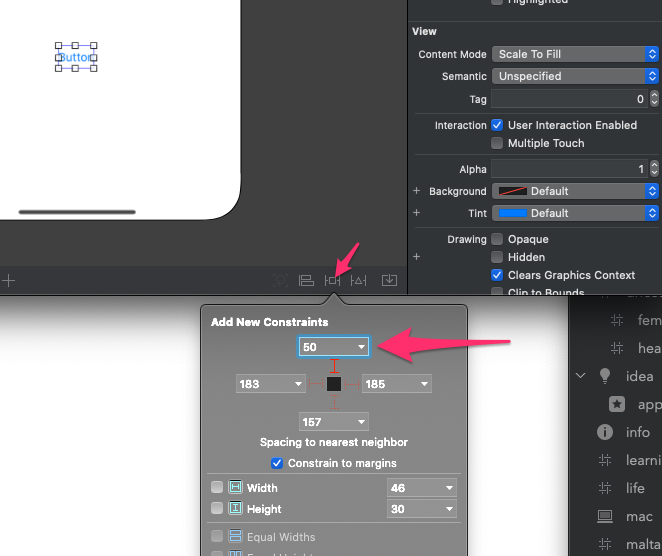 Highlighted
View
Content Mode Scale To Fill
Semantic Unspecified
Button
Tag 0
Interaction User Interaction Enabled
Multiple Touch
Alpha 1
+ Background Default
+ Tint Default
Drawing Opaque
+ Hidden
Clears Graphics Context
Clip to Bounds
Add New Constraints
50
183 185
157
Spacing to nearest neighbor
Constrain to margins
Width 46
Height 30
Equal Widths
fem
hea
idea
app
info
learni
life
mac
malta